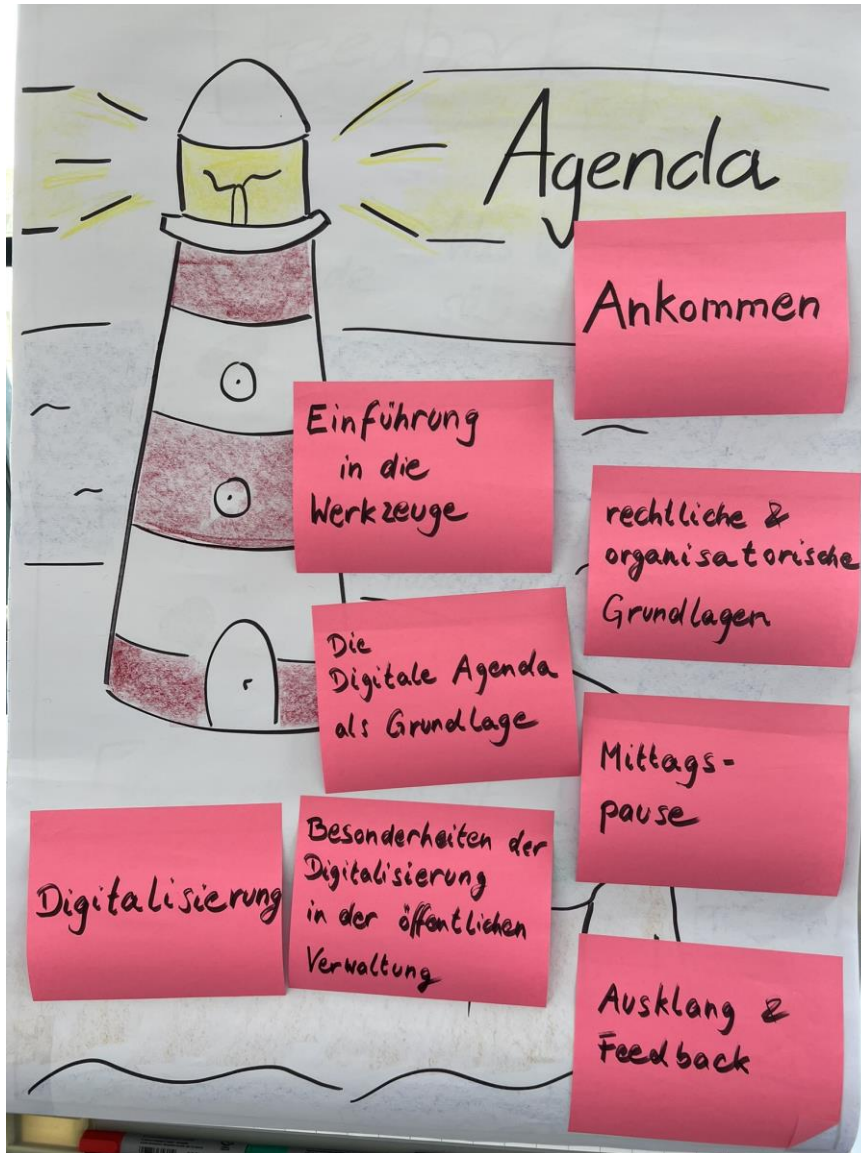 Agenda
Ankommen
Einführung
in die
Werkzeuge
rechtliche &
organisatorische
Grundlagen
Die
Digitale Agenda
als Grundlage
Mittags-
pause
Digitalisierung
Besonderheiten der
Digitalisierung
in der öffentlichen
Verwaltung
Ausklang &
Feedback